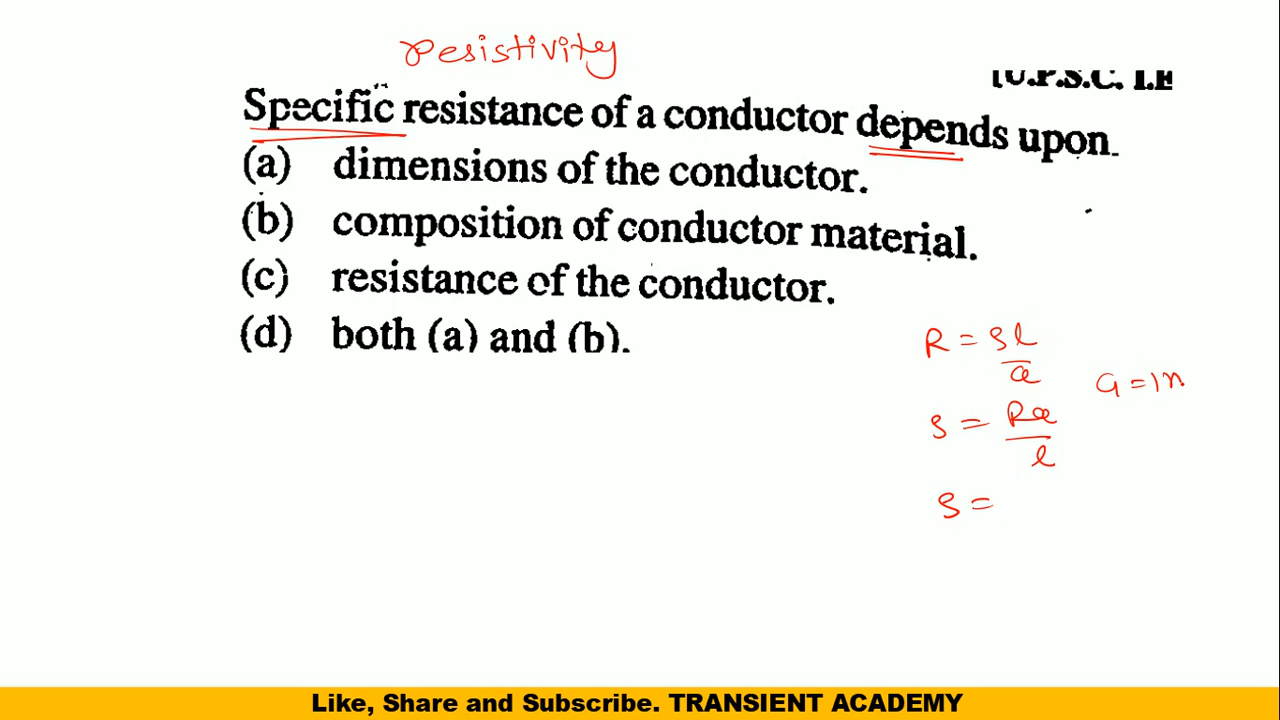 resistivity
[U.P.S.C. I.E
Specific resistance of a conductor depends upon.
(a) dimensions of the conductor.
(b) composition of conductor material.
(c) resistance of the conductor.
(d) both (a) and (b).
R = ρl
a
a = 1m
ρ = Ra
l
ρ =
Like, Share and Subscribe. TRANSIENT ACADEMY